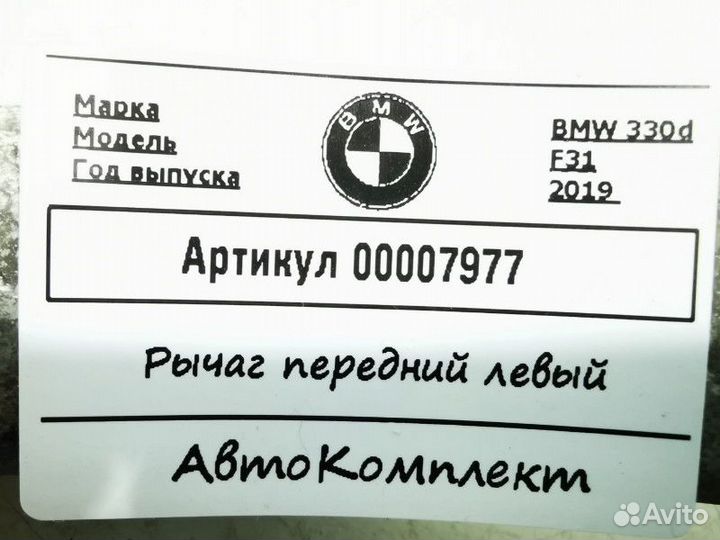 Марка BMW 330d
Модель F31
Год выпуска 2019
BMW
Артикул 00007977
Рычаг передний левый
АвтоКомплект
Avito